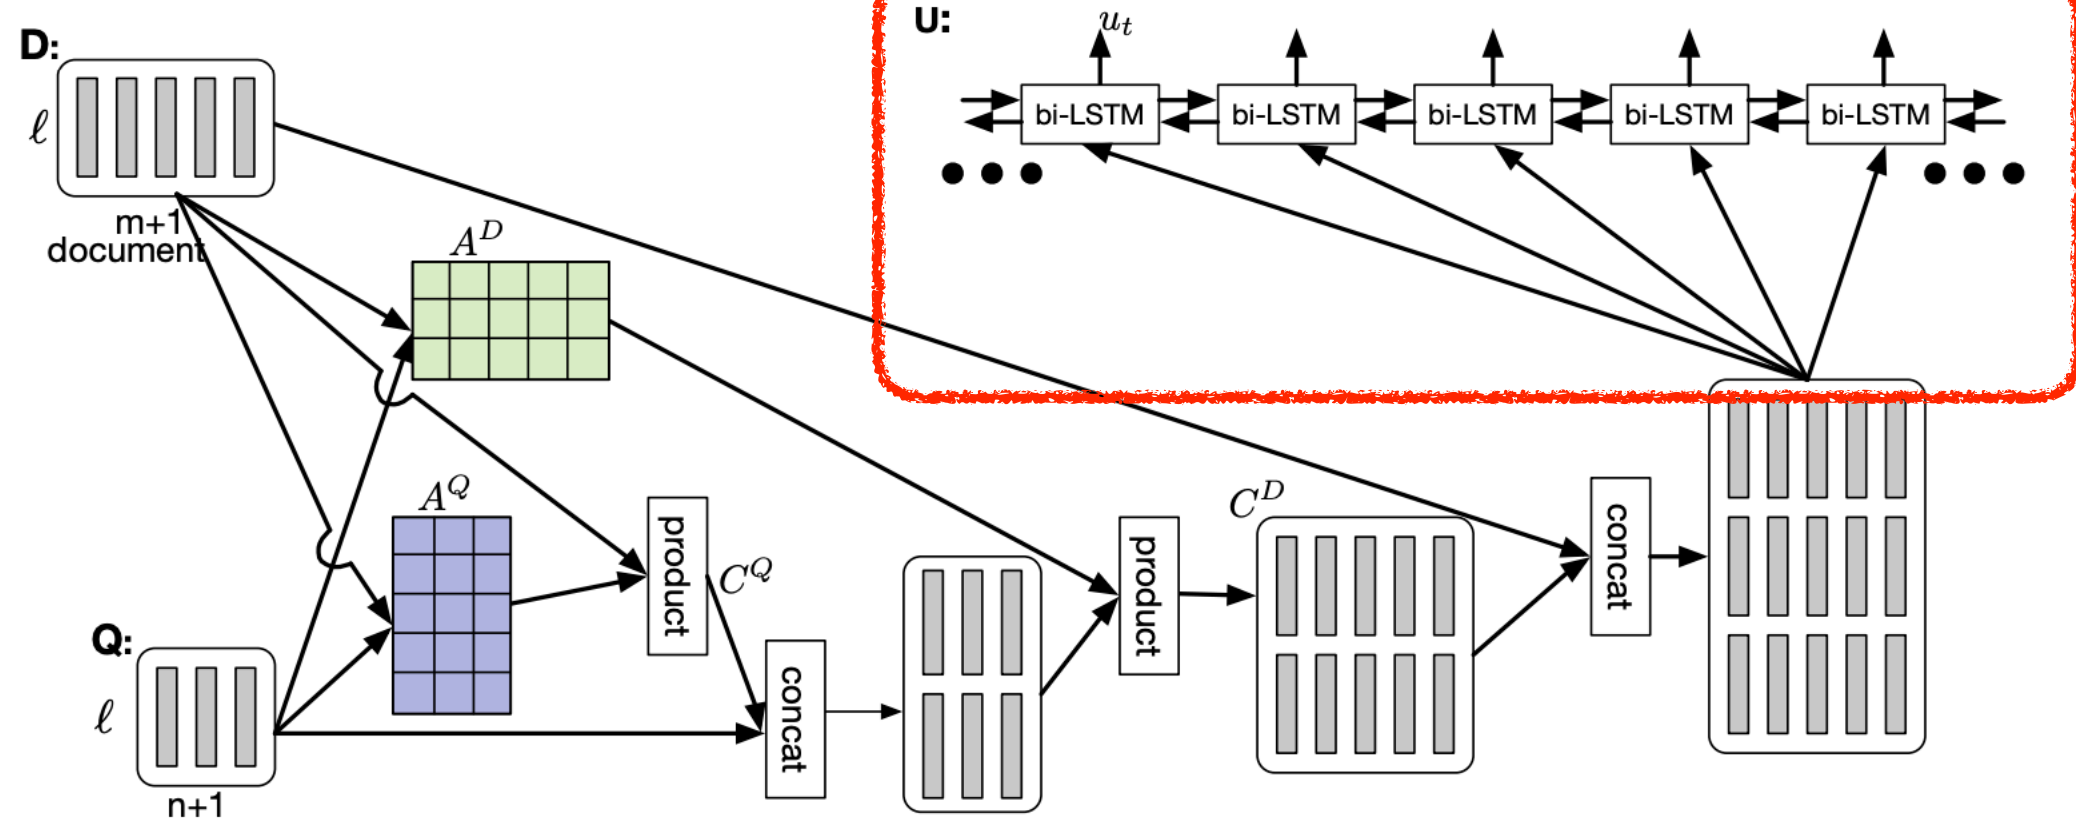 D:
ℓ
m+1
document
A^D
U:
u_t
bi-LSTM
bi-LSTM
bi-LSTM
bi-LSTM
bi-LSTM
A^Q
product
C^Q
Q:
ℓ
n+1
concat
product
C^D
concat